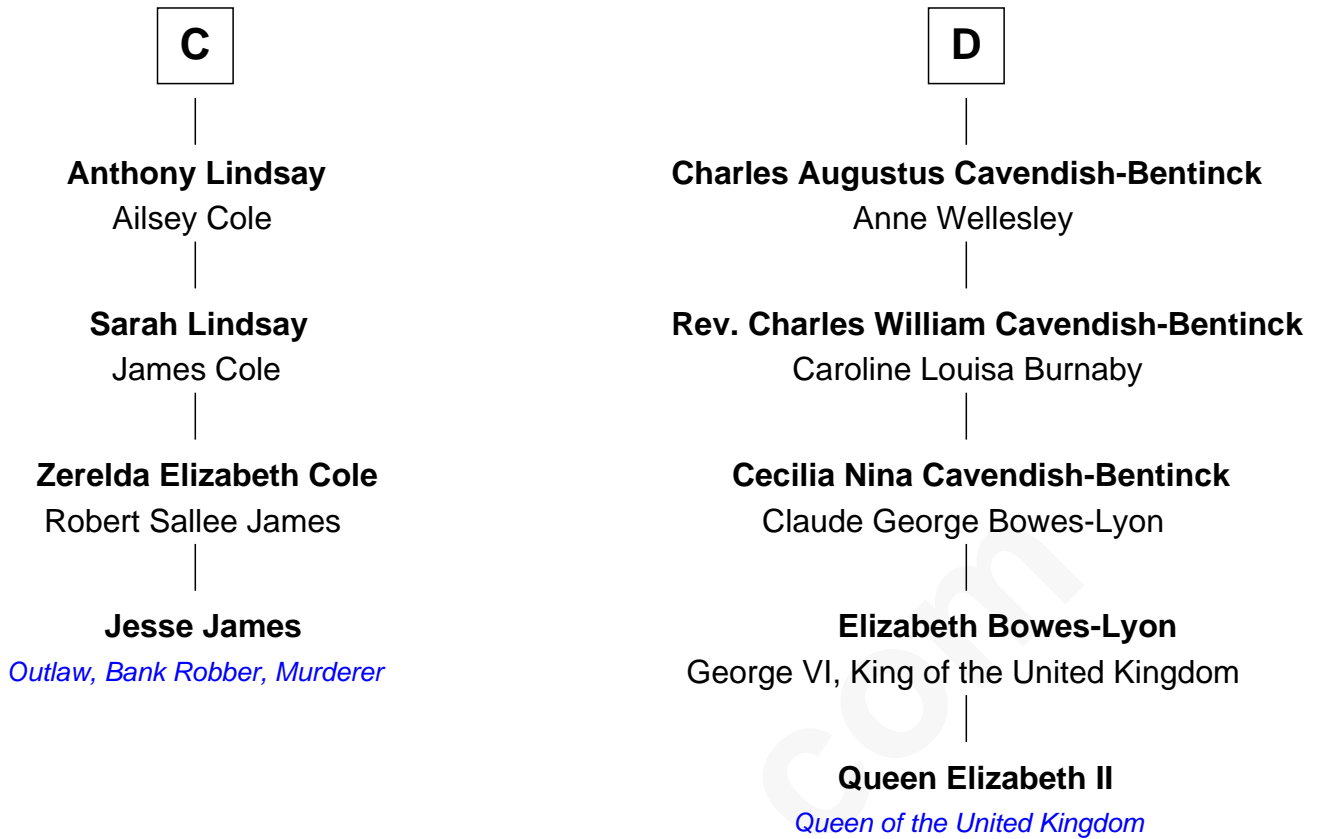 C
Anthony Lindsay
Ailsey Cole
Sarah Lindsay
James Cole
Zerelda Elizabeth Cole
Robert Sallee James
Jesse James
Outlaw, Bank Robber, Murderer
D
Charles Augustus Cavendish-Bentinck
Anne Wellesley
Rev. Charles William Cavendish-Bentinck
Caroline Louisa Burnaby
Cecilia Nina Cavendish-Bentinck
Claude George Bowes-Lyon
Elizabeth Bowes-Lyon
George VI, King of the United Kingdom
Queen Elizabeth II
Queen of the United Kingdom
com